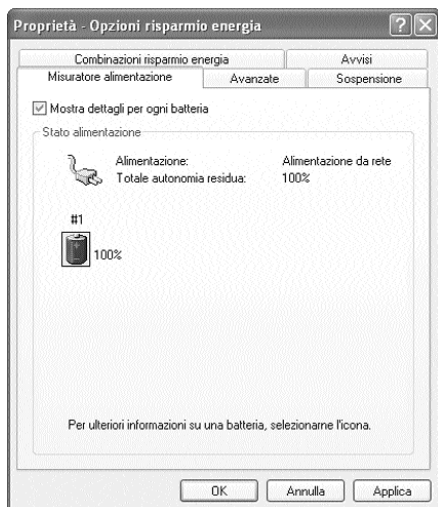 Proprietà - Opzioni risparmio energia
Combinazioni risparmio energia Avvisi
Misuratore alimentazione Avanzate Sospensione
Mostra dettagli per ogni batteria
Stato alimentazione
Alimentazione: Alimentazione da rete
Totale autonomia residua: 100%
#1
100%
Per ulteriori informazioni su una batteria, selezionarne l'icona.
OK Annulla Applica